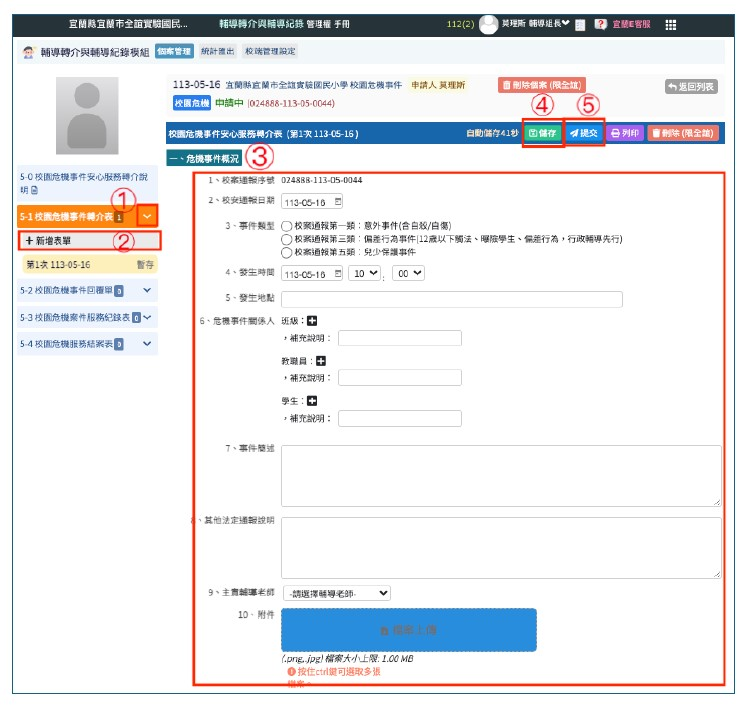 宜蘭縣宜蘭市全誼實驗國民... 輔導轉介與輔導紀錄 管理權 手冊 112(2) 莫理斯 輔導組長 ? 宜蘭E客服
輔導轉介與輔導紀錄模組 個案管理 統計匯出 校端管理設定
113-05-16 宜蘭縣宜蘭市全誼實驗國民小學 校園危機事件 申請人 莫理斯 刪除個案 (限全誼) 返回列表
校園危機 申請中 (024888-113-05-0044)
④ ⑤
校園危機事件安心服務轉介表 (第1次 113-05-16 ) 自動儲存41秒 儲存 提交 列印 刪除 (限全誼)
一、危機事件概況 ③
5-0 校園危機事件安心服務轉介說明
①
5-1 校園危機事件轉介表 1
+ 新增表單 ②
第1次 113-05-16 暫存
5-2 校園危機事件回覆單 0
5-3 校園危機案件服務紀錄表 0
5-4 校園危機服務結案表 0
1、校案通報序號 024888-113-05-0044
2、校安通報日期 113-05-16
3、事件類型 校案通報第一類：意外事件(含自殺/自傷)
校案通報第三類：偏差行為事件(12歲以下觸法、曝險學生、偏差行為，行政輔導先行)
校案通報第五類：兒少保護事件
4、發生時間 113-05-16 10 : 00
5、發生地點
6、危機事件關係人 班級：
，補充說明：
教職員：
，補充說明：
學生：
，補充說明：
7、事件簡述
8、其他法定通報說明
9、主責輔導老師 -請選擇輔導老師-
10、附件
檔案上傳
(.png,.jpg) 檔案大小上限: 1.00 MB
按住ctrl鍵可選取多張
檔案。